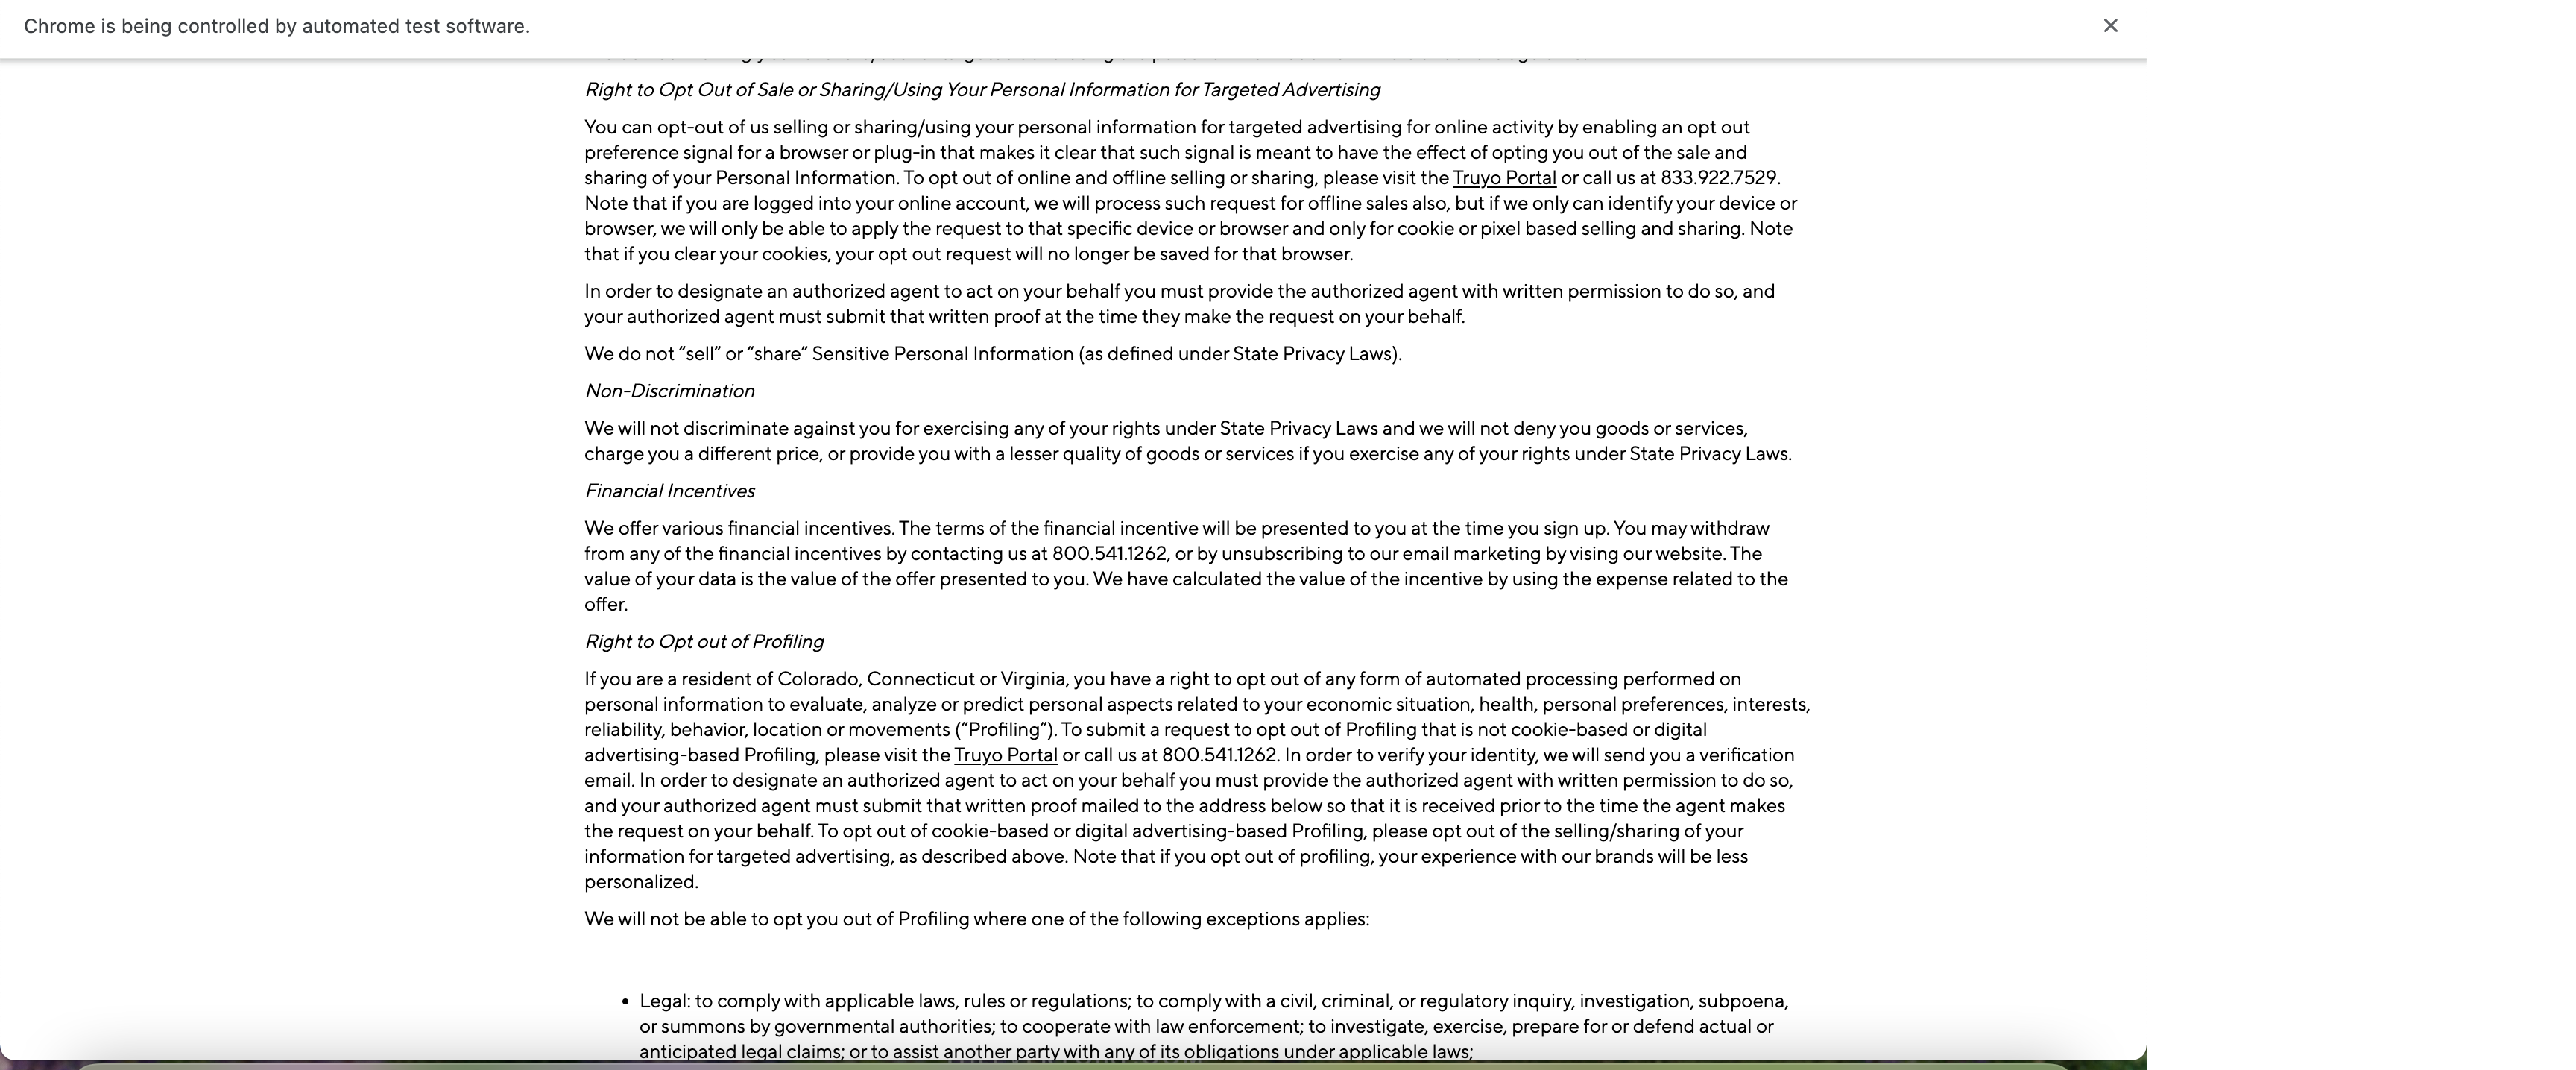 Chrome is being controlled by automated test software.
Right to Opt Out of Sale or Sharing/Using Your Personal Information for Targeted Advertising
You can opt-out of us selling or sharing/using your personal information for targeted advertising for online activity by enabling an opt out
preference signal for a browser or plug-in that makes it clear that such signal is meant to have the effect of opting you out of the sale and
sharing of your Personal Information. To opt out of online and offline selling or sharing, please visit the Truyo Portal or call us at 833.922.7529.
Note that if you are logged into your online account, we will process such request for offline sales also, but if we only can identify your device or
browser, we will only be able to apply the request to that specific device or browser and only for cookie or pixel based selling and sharing. Note
that if you clear your cookies, your opt out request will no longer be saved for that browser.
In order to designate an authorized agent to act on your behalf you must provide the authorized agent with written permission to do so, and
your authorized agent must submit that written proof at the time they make the request on your behalf.
We do not “sell” or “share” Sensitive Personal Information (as defined under State Privacy Laws).
Non-Discrimination
We will not discriminate against you for exercising any of your rights under State Privacy Laws and we will not deny you goods or services,
charge you a different price, or provide you with a lesser quality of goods or services if you exercise any of your rights under State Privacy Laws.
Financial Incentives
We offer various financial incentives. The terms of the financial incentive will be presented to you at the time you sign up. You may withdraw
from any of the financial incentives by contacting us at 800.541.1262, or by unsubscribing to our email marketing by vising our website. The
value of your data is the value of the offer presented to you. We have calculated the value of the incentive by using the expense related to the
offer.
Right to Opt out of Profiling
If you are a resident of Colorado, Connecticut or Virginia, you have a right to opt out of any form of automated processing performed on
personal information to evaluate, analyze or predict personal aspects related to your economic situation, health, personal preferences, interests,
reliability, behavior, location or movements (“Profiling”). To submit a request to opt out of Profiling that is not cookie-based or digital
advertising-based Profiling, please visit the Truyo Portal or call us at 800.541.1262. In order to verify your identity, we will send you a verification
email. In order to designate an authorized agent to act on your behalf you must provide the authorized agent with written permission to do so,
and your authorized agent must submit that written proof mailed to the address below so that it is received prior to the time the agent makes
the request on your behalf. To opt out of cookie-based or digital advertising-based Profiling, please opt out of the selling/sharing of your
information for targeted advertising, as described above. Note that if you opt out of profiling, your experience with our brands will be less
personalized.
We will not be able to opt you out of Profiling where one of the following exceptions applies:
• Legal: to comply with applicable laws, rules or regulations; to comply with a civil, criminal, or regulatory inquiry, investigation, subpoena,
or summons by governmental authorities; to cooperate with law enforcement; to investigate, exercise, prepare for or defend actual or
anticipated legal claims; or to assist another party with any of its obligations under applicable laws;